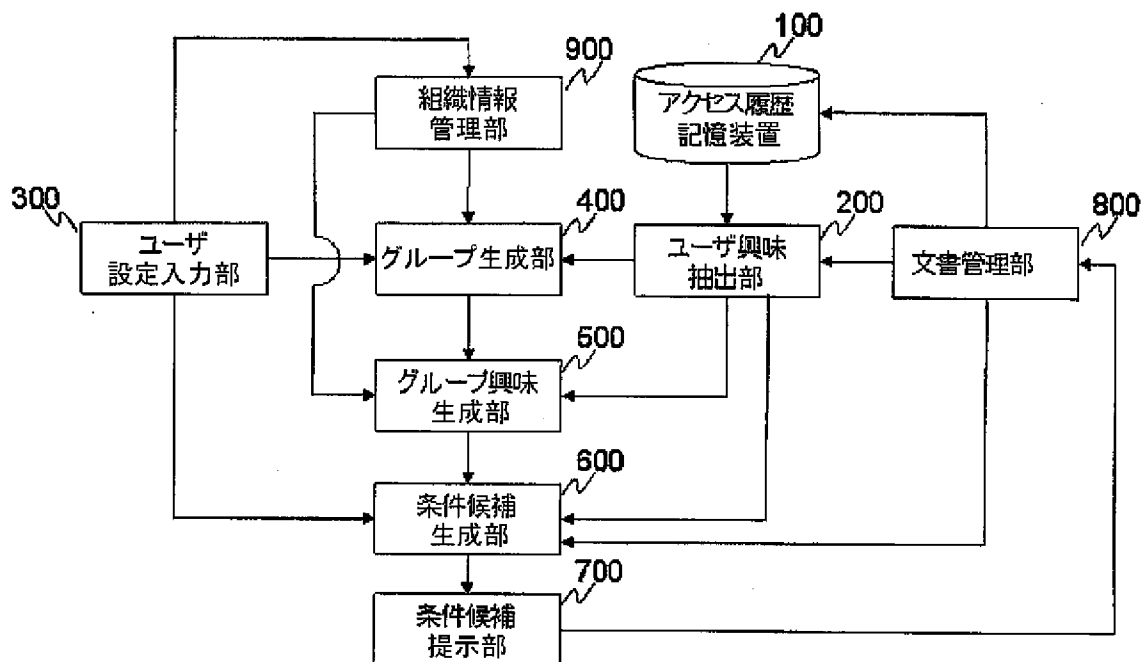 100
900
アクセス履歴
記憶装置
組織情報
管理部
300
400
200
800
ユーザ
設定入力部
グループ生成部
ユーザ興味
抽出部
文書管理部
500
グループ興味
生成部
600
条件候補
生成部
700
条件候補
提示部